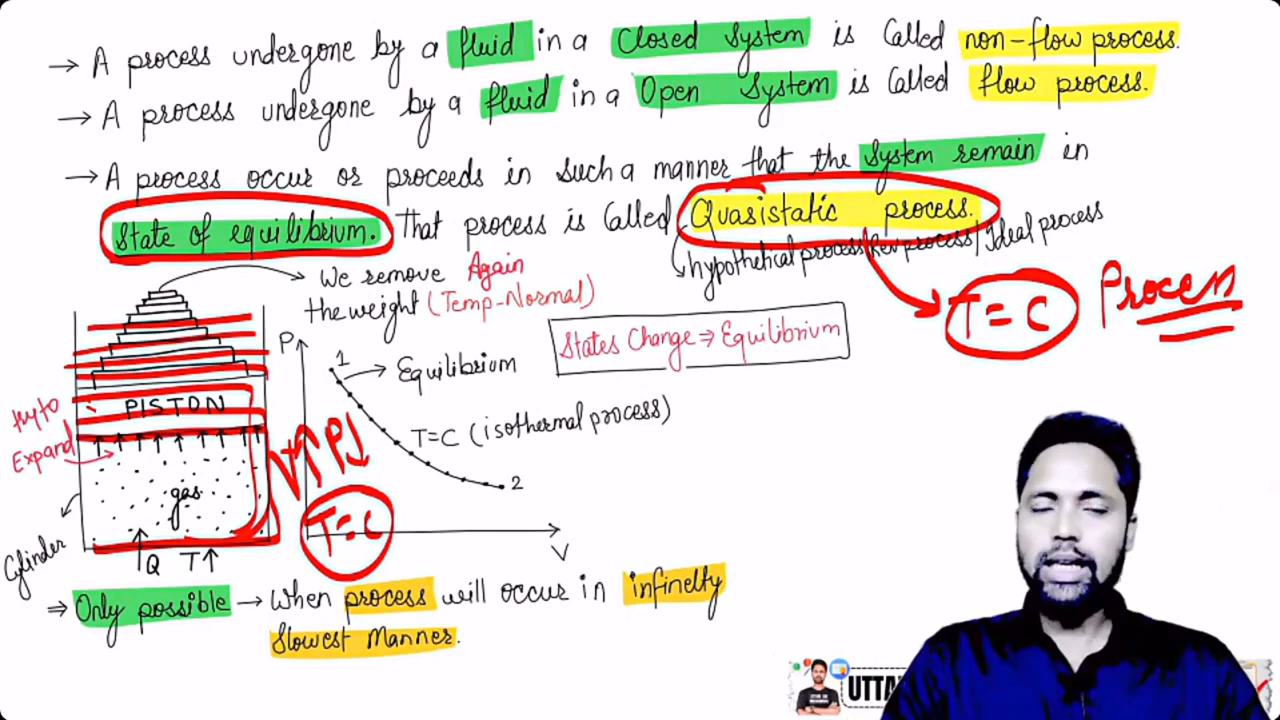 → A process undergone by a fluid in a Closed System is Called non-flow process.
→ A process undergone by a fluid in a Open System is Called flow process.
→ A process occur or proceeds in such a manner that the System remain in
State of equilibrium. That process is Called Quasistatic process.
hypothetical process/Rev process/Ideal process
We remove Again
the weight (Temp-Normal)
T = C Process
States Change ⇒ Equilibrium
P
1
→ Equilibrium
PISTON
try to
Expand
T=C (isothermal process)
V↑ P↓
gas
2
T=C
Cylinder
Q T↑
V
⇒ Only possible → When process will occur in infinelty
Slowest Manner.
UTTA